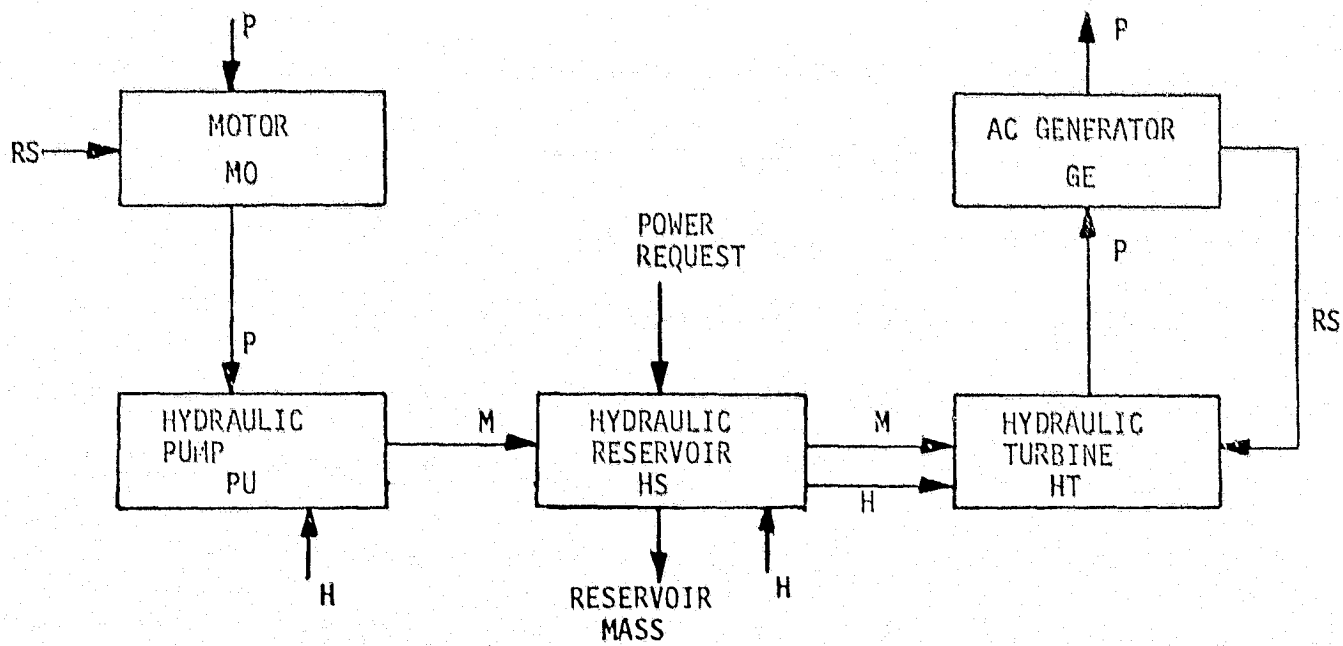 P
P
MOTOR
MO
RS
AC GENERATOR
GE
POWER
REQUEST
P
RS
P
HYDRAULIC
PUMP
PU
M
HYDRAULIC
RESERVOIR
HS
M
H
HYDRAULIC
TURBINE
HT
H
H
RESERVOIR
MASS